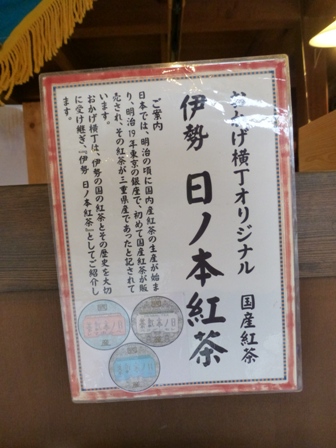 おかげ横丁オリジナル 国産紅茶
伊勢 日ノ本紅茶
ご案内
日本では、明治の頃に国内産紅茶の生産が始ま
り、明治19年東京の銀座で、初めて国産紅茶が販
売され、その紅茶が三重県産であったと記されて
います。
おかげ横丁は、伊勢の国の紅茶とその歴史を大切
に受け継ぎ、『伊勢 日ノ本紅茶』としてご紹介し
ます。